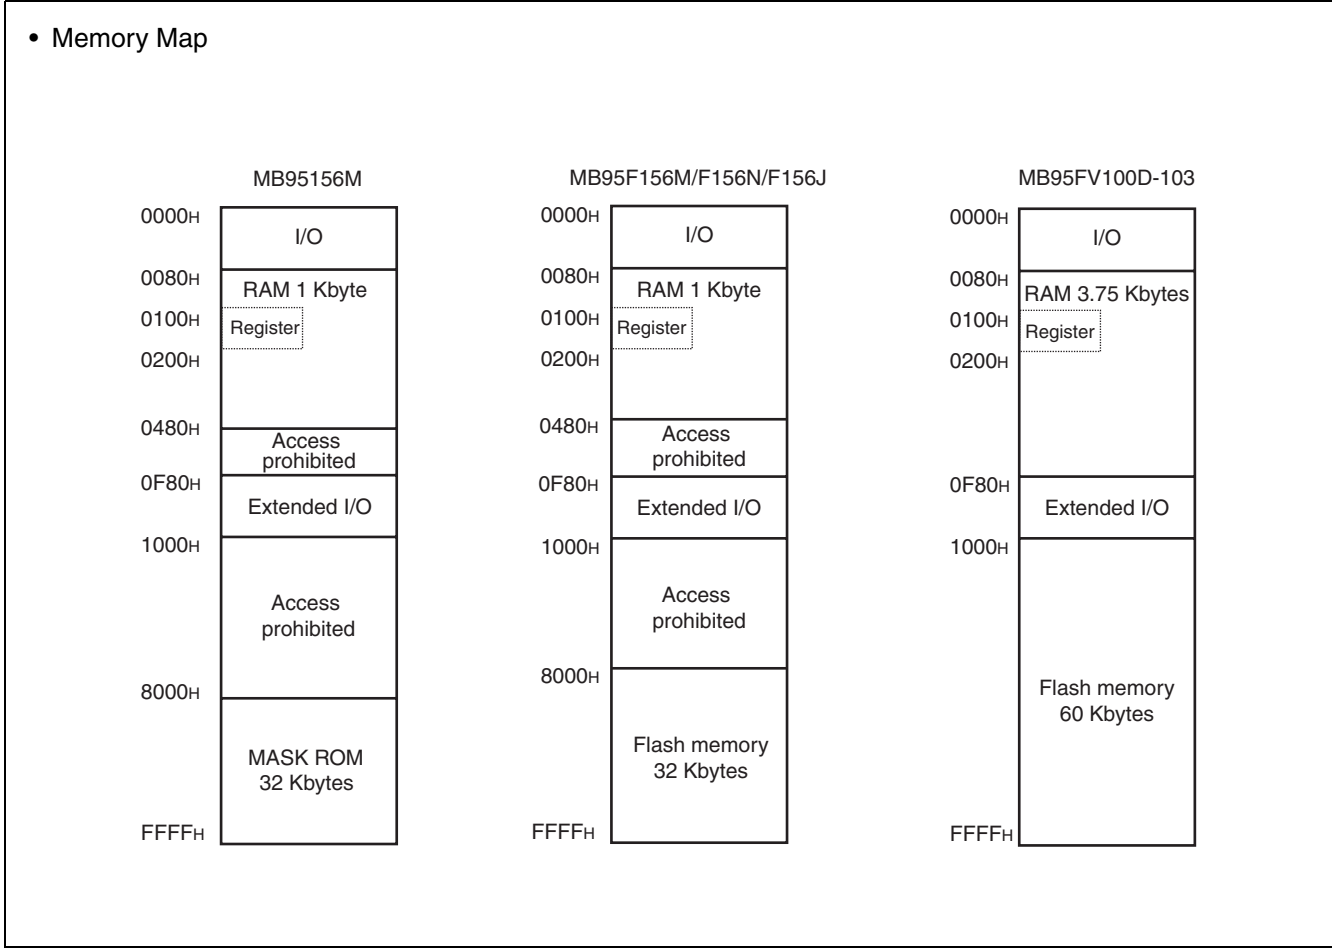 • Memory Map
MB95156M
0000H
I/O
0080H
RAM 1 Kbyte
0100H
Register
0200H
0480H
Access
prohibited
0F80H
Extended I/O
1000H
Access
prohibited
8000H
MASK ROM
32 Kbytes
FFFFH
MB95F156M/F156N/F156J
0000H
I/O
0080H
RAM 1 Kbyte
0100H
Register
0200H
0480H
Access
prohibited
0F80H
Extended I/O
1000H
Access
prohibited
8000H
Flash memory
32 Kbytes
FFFFH
MB95FV100D-103
0000H
I/O
0080H
RAM 3.75 Kbytes
0100H
Register
0200H
0F80H
Extended I/O
1000H
Flash memory
60 Kbytes
FFFFH